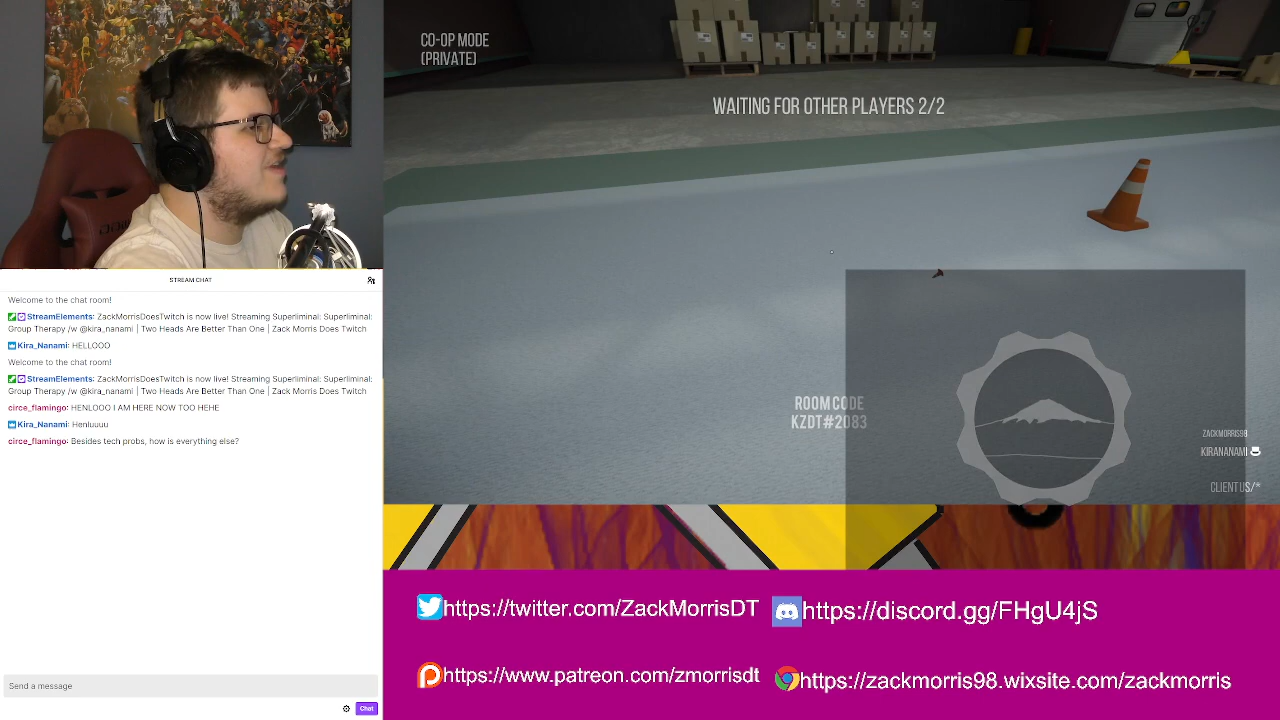 CO-OP MODE
(PRIVATE)
WAITING FOR OTHER PLAYERS 2/2
ROOM CODE
KZDT#2083
ZACKMORRIS98
KIRANANAMI
CLIENTUS/*
STREAM CHAT
Welcome to the chat room!
StreamElements: ZackMorrisDoesTwitch is now live! Streaming Superliminal: Superliminal:
Group Therapy /w @kira_nanami | Two Heads Are Better Than One | Zack Morris Does Twitch
Kira_Nanami: HELLOOO
Welcome to the chat room!
StreamElements: ZackMorrisDoesTwitch is now live! Streaming Superliminal: Superliminal:
Group Therapy /w @kira_nanami | Two Heads Are Better Than One | Zack Morris Does Twitch
circe_flamingo: HENLOOO I AM HERE NOW TOO HEHE
Kira_Nanami: Henluuuu
circe_flamingo: Besides tech probs, how is everything else?
Send a message
Chat
https://twitter.com/ZackMorrisDT
https://discord.gg/FHgU4jS
https://www.patreon.com/zmorrisdt
https://zackmorris98.wixsite.com/zackmorris